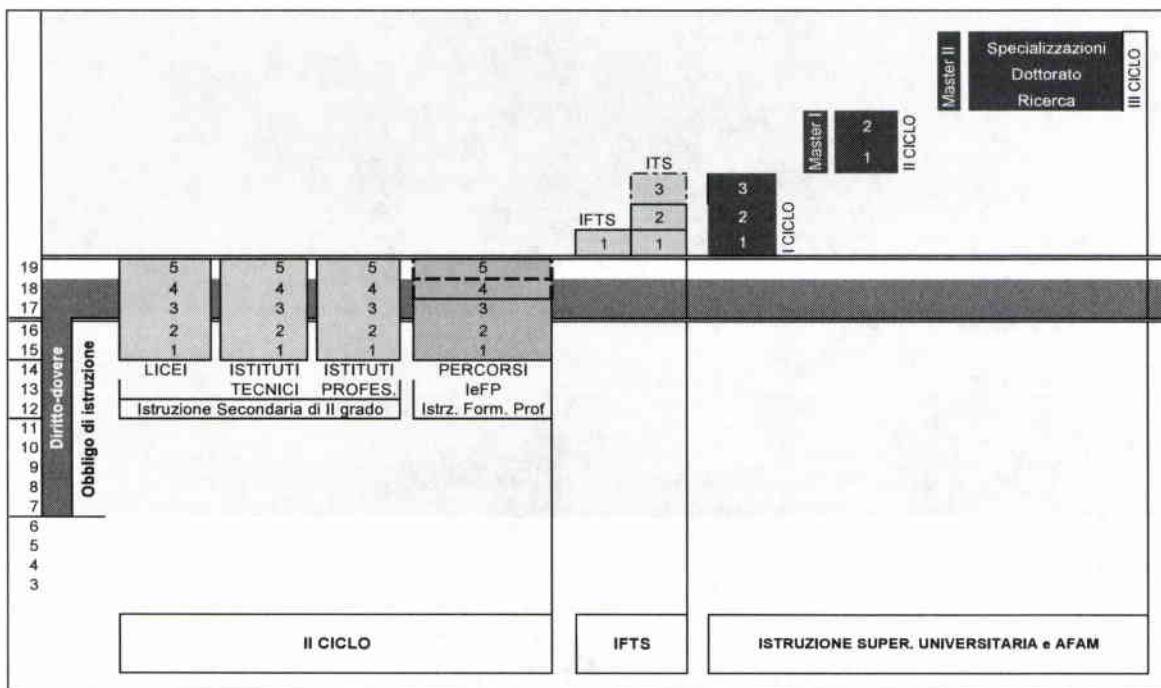 Master II
Specializzazioni
Dottorato
Ricerca
III CICLO
Master I
2
1
II CICLO
ITS
3
2
1
IFTS
1
3
2
1
I CICLO
19
18
17
16
15
14
13
12
11
10
9
8
7
6
5
4
3
Diritto-dovere
Obbligo di istruzione
5
4
3
2
1
LICEI
5
4
3
2
1
ISTITUTI
TECNICI
5
4
3
2
1
ISTITUTI
PROFES.
Istruzione Secondaria di II grado
5
4
3
2
1
PERCORSI
IeFP
Istrz. Form. Prof
II CICLO
IFTS
ISTRUZIONE SUPER. UNIVERSITARIA e AFAM